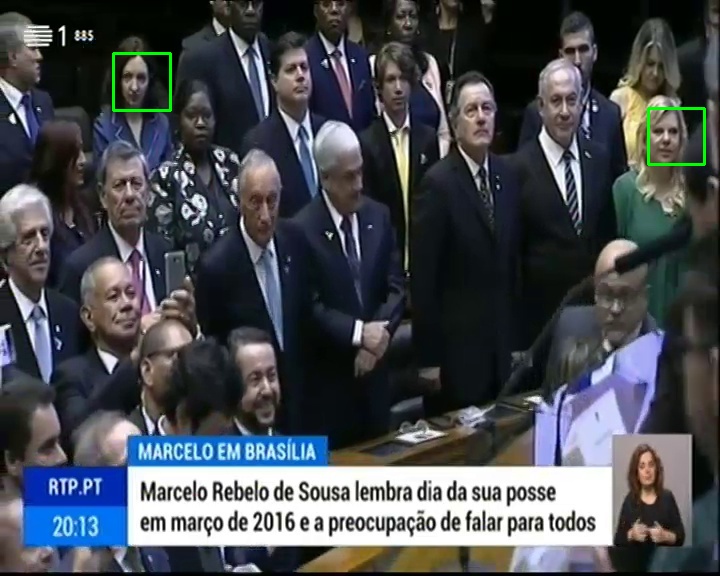 1 885
MARCELO EM BRASÍLIA
RTP.PT
20:13
Marcelo Rebelo de Sousa lembra dia da sua posse
em março de 2016 e a preocupação de falar para todos